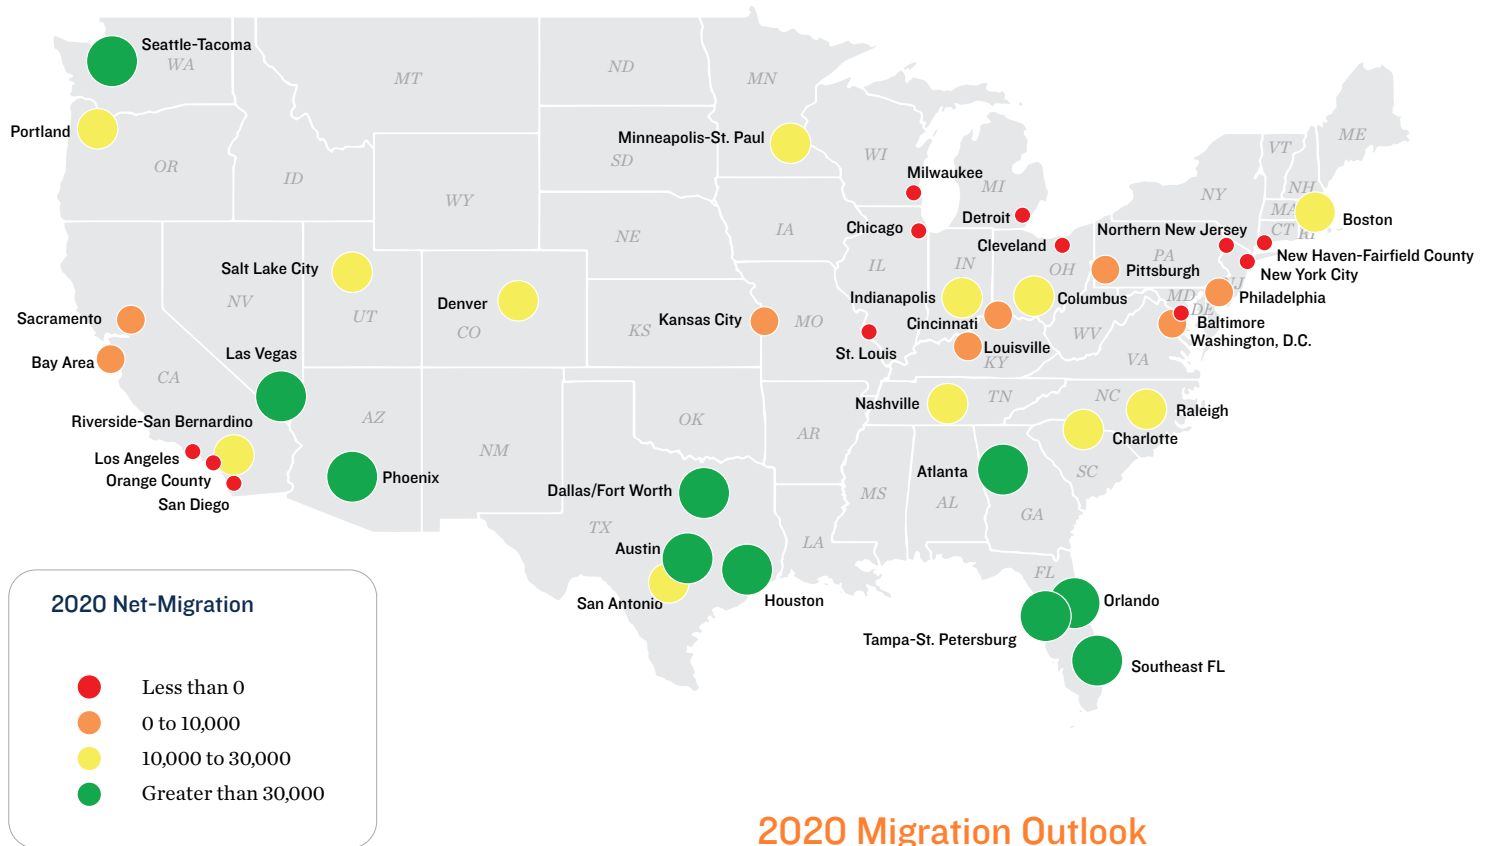 Seattle-Tacoma
WA
MT
ND
MN
ME
Portland
Minneapolis-St. Paul
VT
OR
ID
SD
WI
Milwaukee
MI
NY
NH
WY
MA
Boston
Detroit
Chicago
IA
Northern New Jersey
CT RI
NE
Cleveland
New Haven-Fairfield County
PA
Salt Lake City
IL
IN
OH
Pittsburgh
New York City
NJ
NV
Denver
Indianapolis
Columbus
MD
Philadelphia
DE
Sacramento
UT
CO
KS
Kansas City
MO
Cincinnati
Baltimore
WV
Washington, D.C.
Bay Area
Las Vegas
St. Louis
Louisville
KY
VA
CA
Nashville
TN
NC
Raleigh
Riverside-San Bernardino
AZ
OK
AR
Charlotte
Los Angeles
NM
Orange County
Phoenix
Atlanta
SC
San Diego
Dallas/Fort Worth
MS
AL
GA
TX
LA
Austin
FL
San Antonio
Houston
Orlando
Tampa-St. Petersburg
Southeast FL
2020 Net-Migration
Less than 0
0 to 10,000
10,000 to 30,000
Greater than 30,000
2020 Migration Outlook